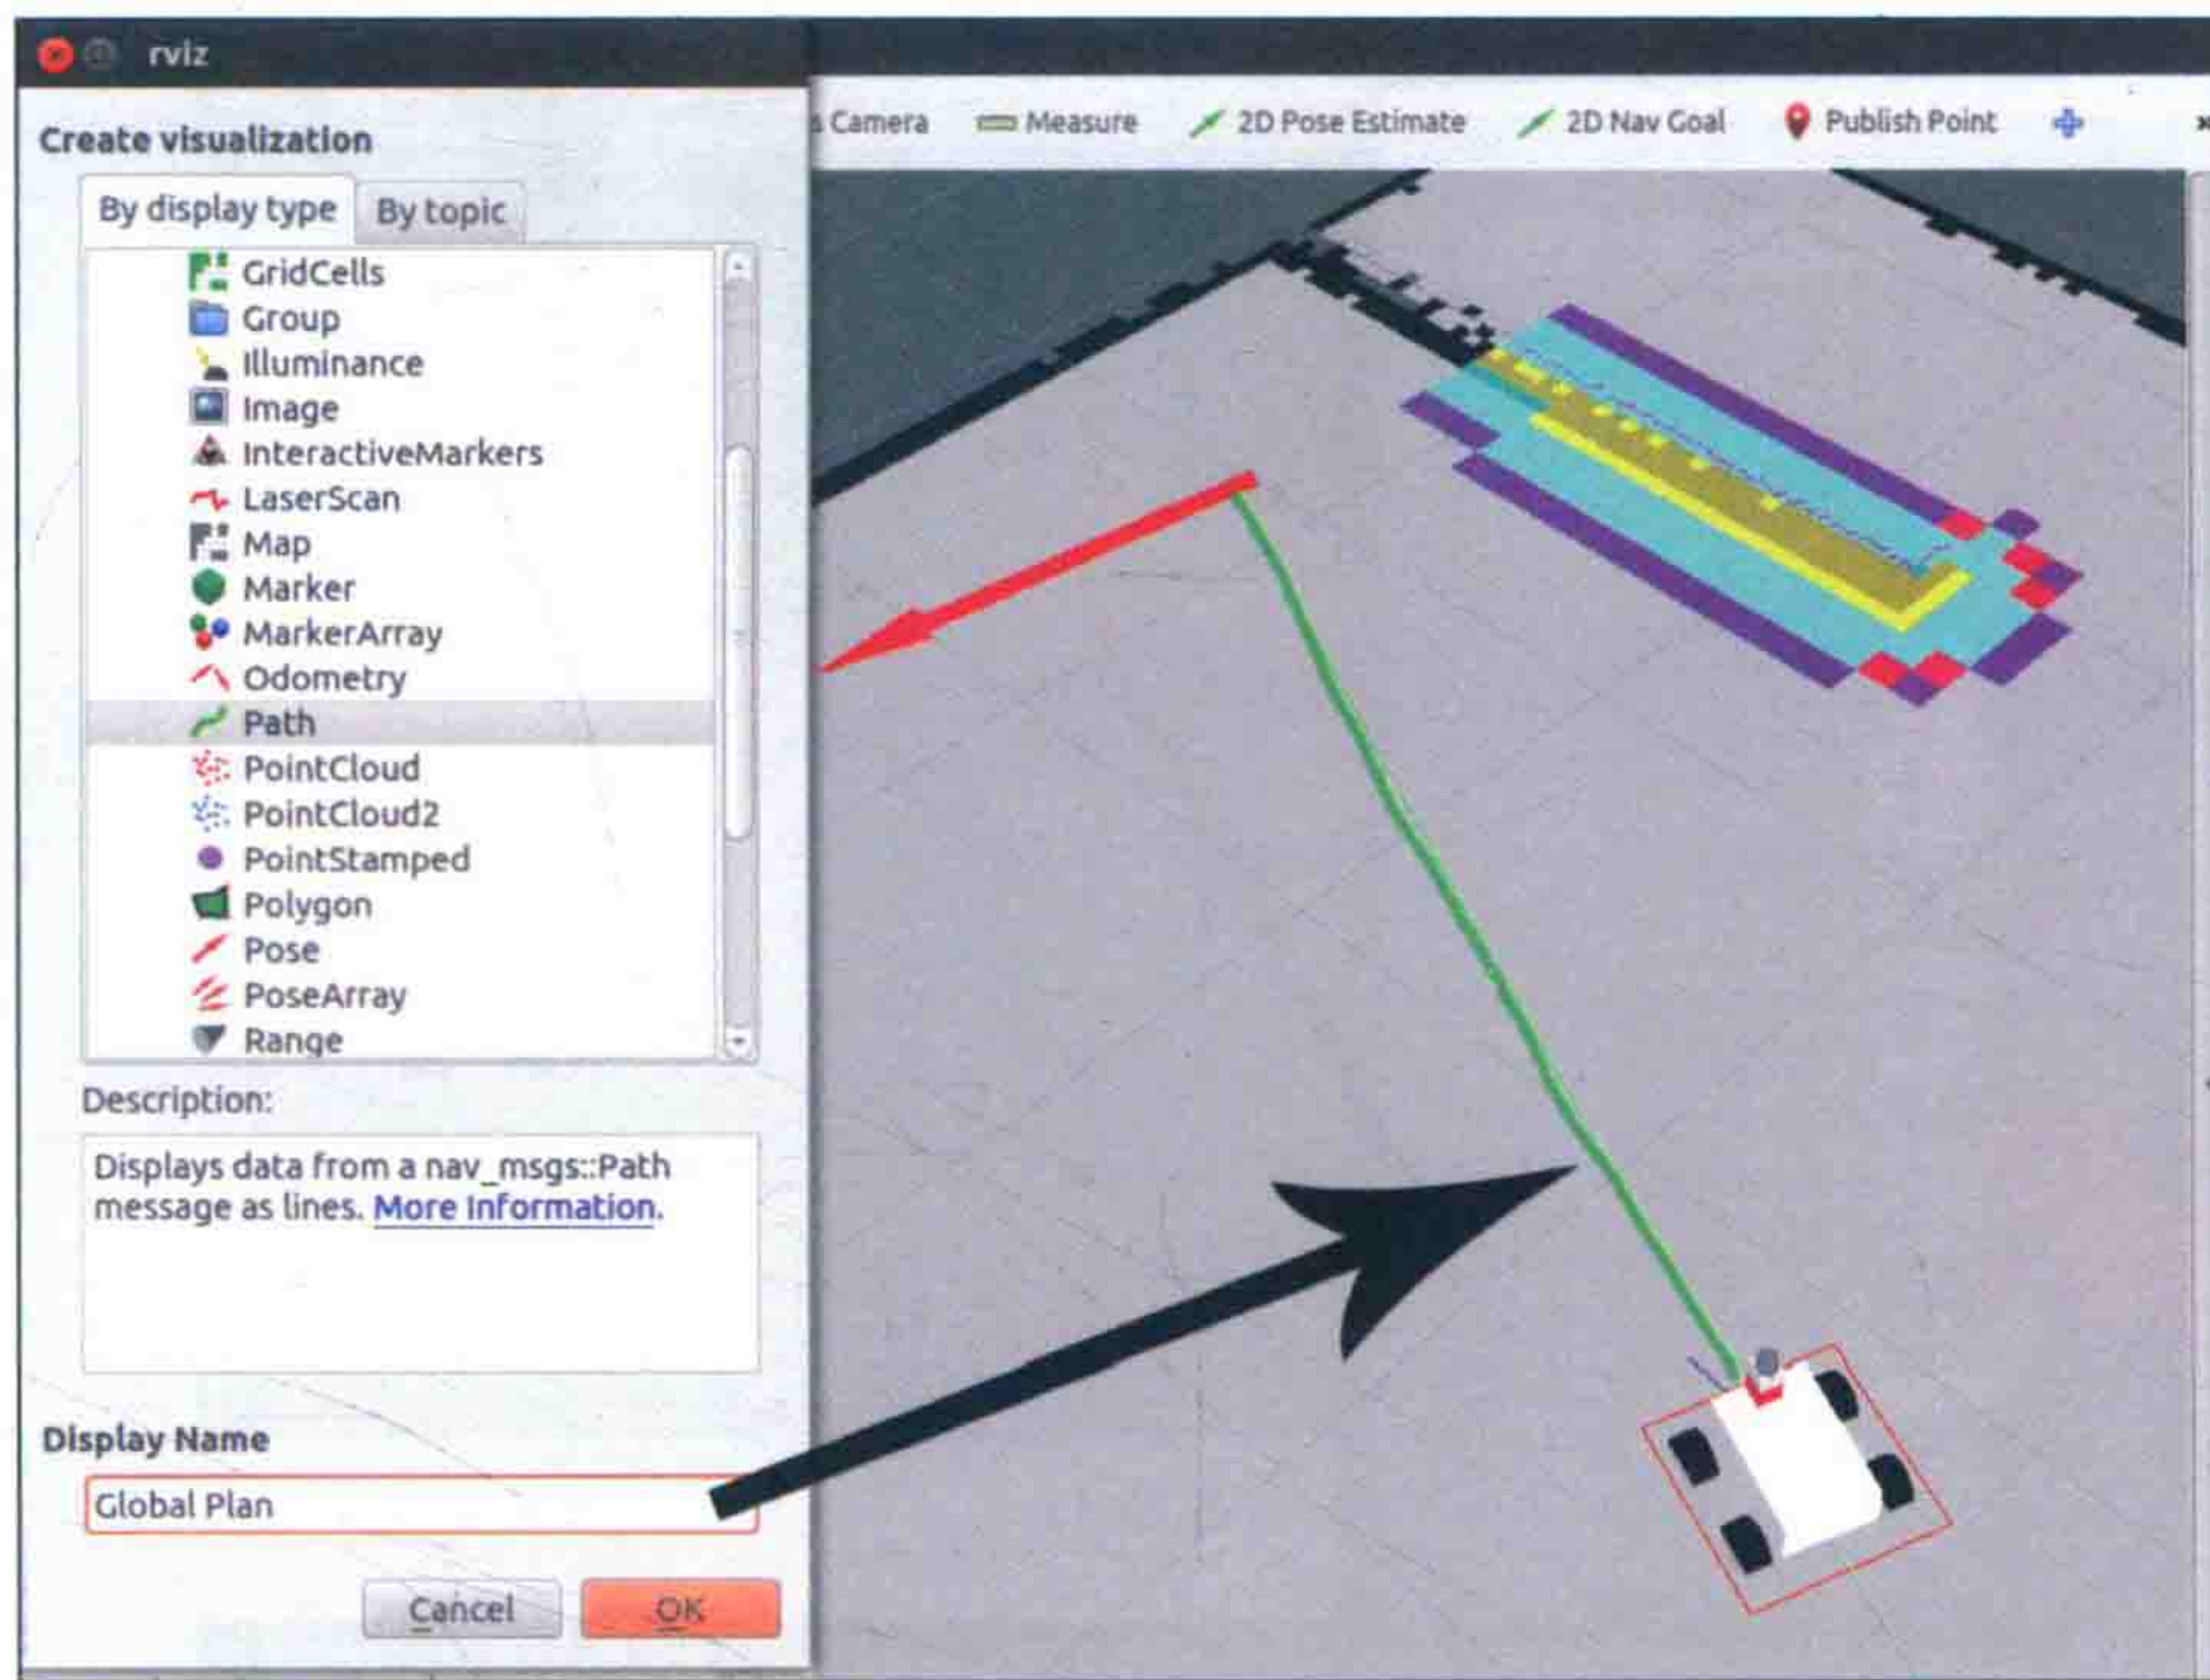 rviz
Camera Measure 2D Pose Estimate 2D Nav Goal Publish Point
Create visualization
By display type By topic
GridCells
Group
Illuminance
Image
InteractiveMarkers
LaserScan
Map
Marker
MarkerArray
Odometry
Path
PointCloud
PointCloud2
PointStamped
Polygon
Pose
PoseArray
Range
Description:
Displays data from a nav_msgs::Path
message as lines. More Information.
Display Name
Global Plan
Cancel OK